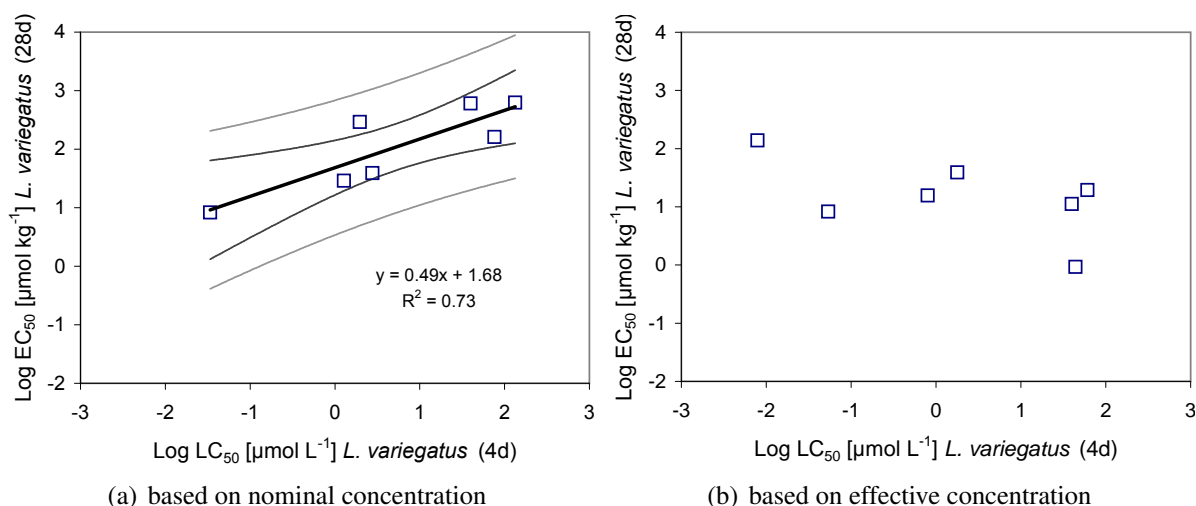 Log EC₅₀ [µmol kg⁻¹] L. variegatus (28d)
4
3
2
1
0
-1
-2
y = 0.49x + 1.68
R² = 0.73
-3 -2 -1 0 1 2 3
Log LC₅₀ [µmol L⁻¹] L. variegatus (4d)
(a) based on nominal concentration
Log EC₅₀ [µmol kg⁻¹] L. variegatus (28d)
4
3
2
1
0
-1
-2
-3 -2 -1 0 1 2 3
Log LC₅₀ [µmol L⁻¹] L. variegatus (4d)
(b) based on effective concentration